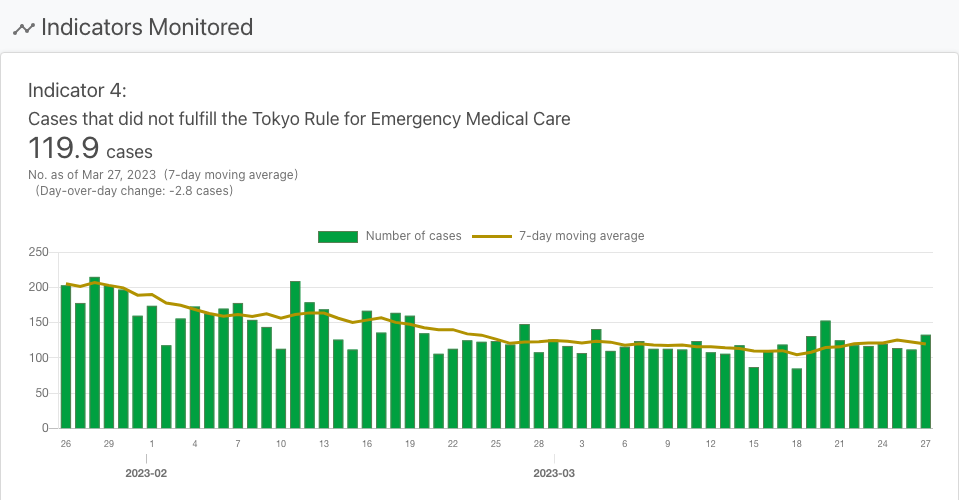 Indicators Monitored
Indicator 4:
Cases that did not fulfill the Tokyo Rule for Emergency Medical Care
119.9 cases
No. as of Mar 27, 2023 (7-day moving average)
(Day-over-day change: -2.8 cases)
Number of cases 7-day moving average
250
200
150
100
50
0
26 29 1 4 7 10 13 16 19 22 25 28 3 6 9 12 15 18 21 24 27
2023-02 2023-03